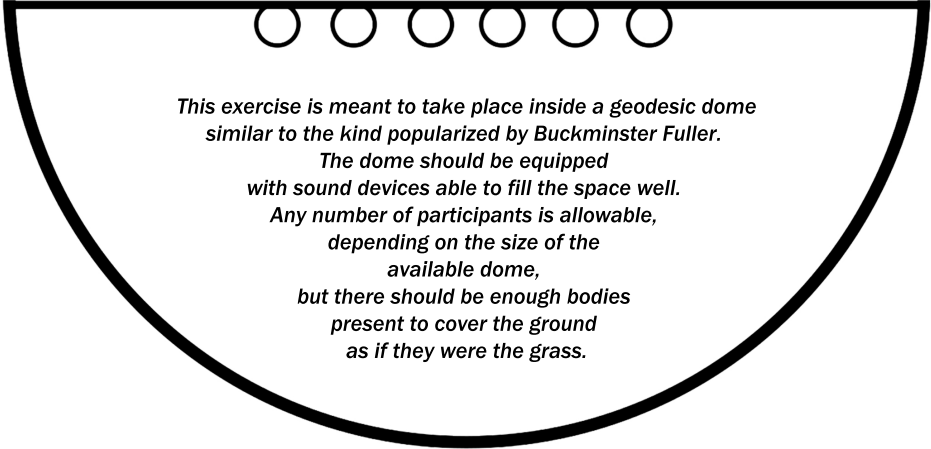 This exercise is meant to take place inside a geodesic dome
similar to the kind popularized by Buckminster Fuller.
The dome should be equipped
with sound devices able to fill the space well.
Any number of participants is allowable,
depending on the size of the
available dome,
but there should be enough bodies
present to cover the ground
as if they were the grass.